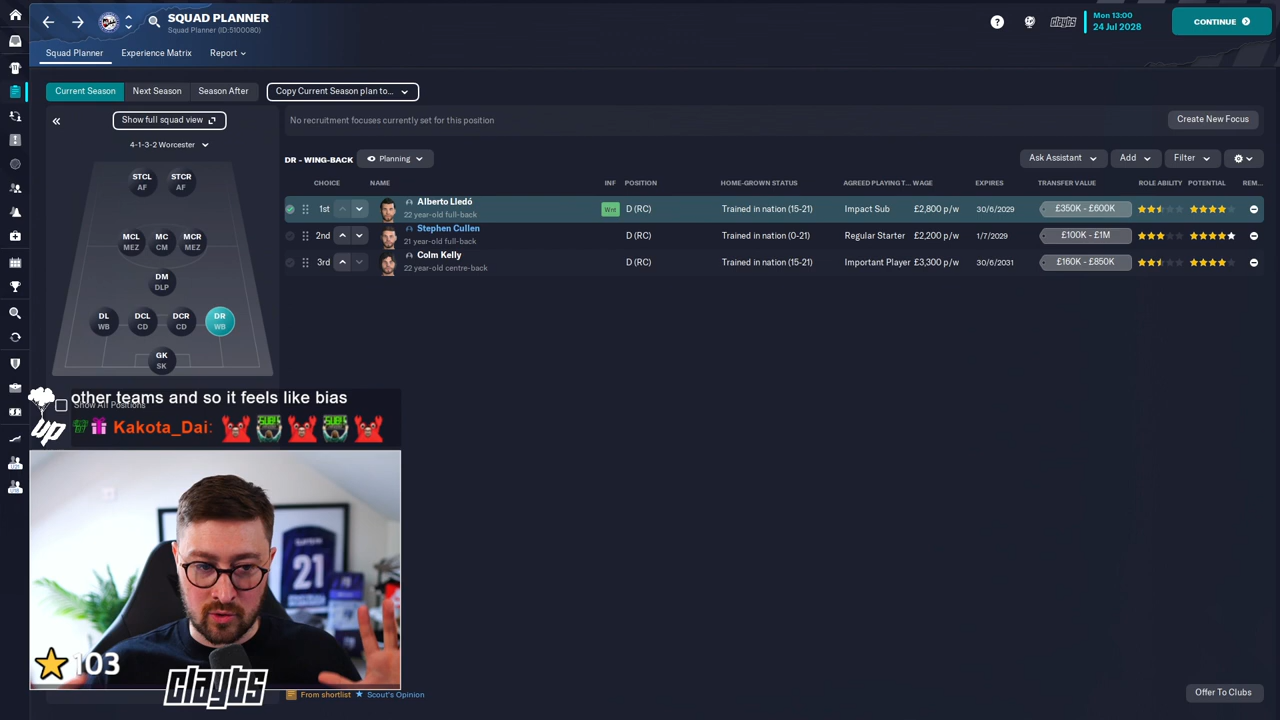 SQUAD PLANNER
Squad Planner (ID:5100080)
Mon 13:00
24 Jul 2028
clayts
CONTINUE
Squad Planner
Experience Matrix
Report
Current Season
Next Season
Season After
Copy Current Season plan to...
Show full squad view
No recruitment focuses currently set for this position
Create New Focus
4-1-3-2 Worcester
DR - WING-BACK
Planning
Ask Assistant
Add
Filter
CHOICE NAME INF POSITION HOME-GROWN STATUS AGREED PLAYING T... WAGE EXPIRES TRANSFER VALUE ROLE ABILITY POTENTIAL REM...
1st Alberto Lledó Wnt D (RC) Trained in nation (15-21) Impact Sub £2,800 p/w 30/6/2029 £350K - £600K
22 year-old full-back
2nd Stephen Cullen D (RC) Trained in nation (0-21) Regular Starter £2,200 p/w 1/7/2029 £100K - £1M
21 year-old full-back
3rd Colm Kelly D (RC) Trained in nation (15-21) Important Player £3,300 p/w 30/6/2031 £160K - £850K
22 year-old centre-back
STCL STCR
AF AF
MCL MC MCR
MEZ CM MEZ
DM
DLP
DL DCL DCR DR
WB CD CD WB
GK
SK
other teams and so it feels like bias
Show All Positions
Kakota_Dai:
up
21
103
clayts
From shortlist
Scout's Opinion
Offer To Clubs